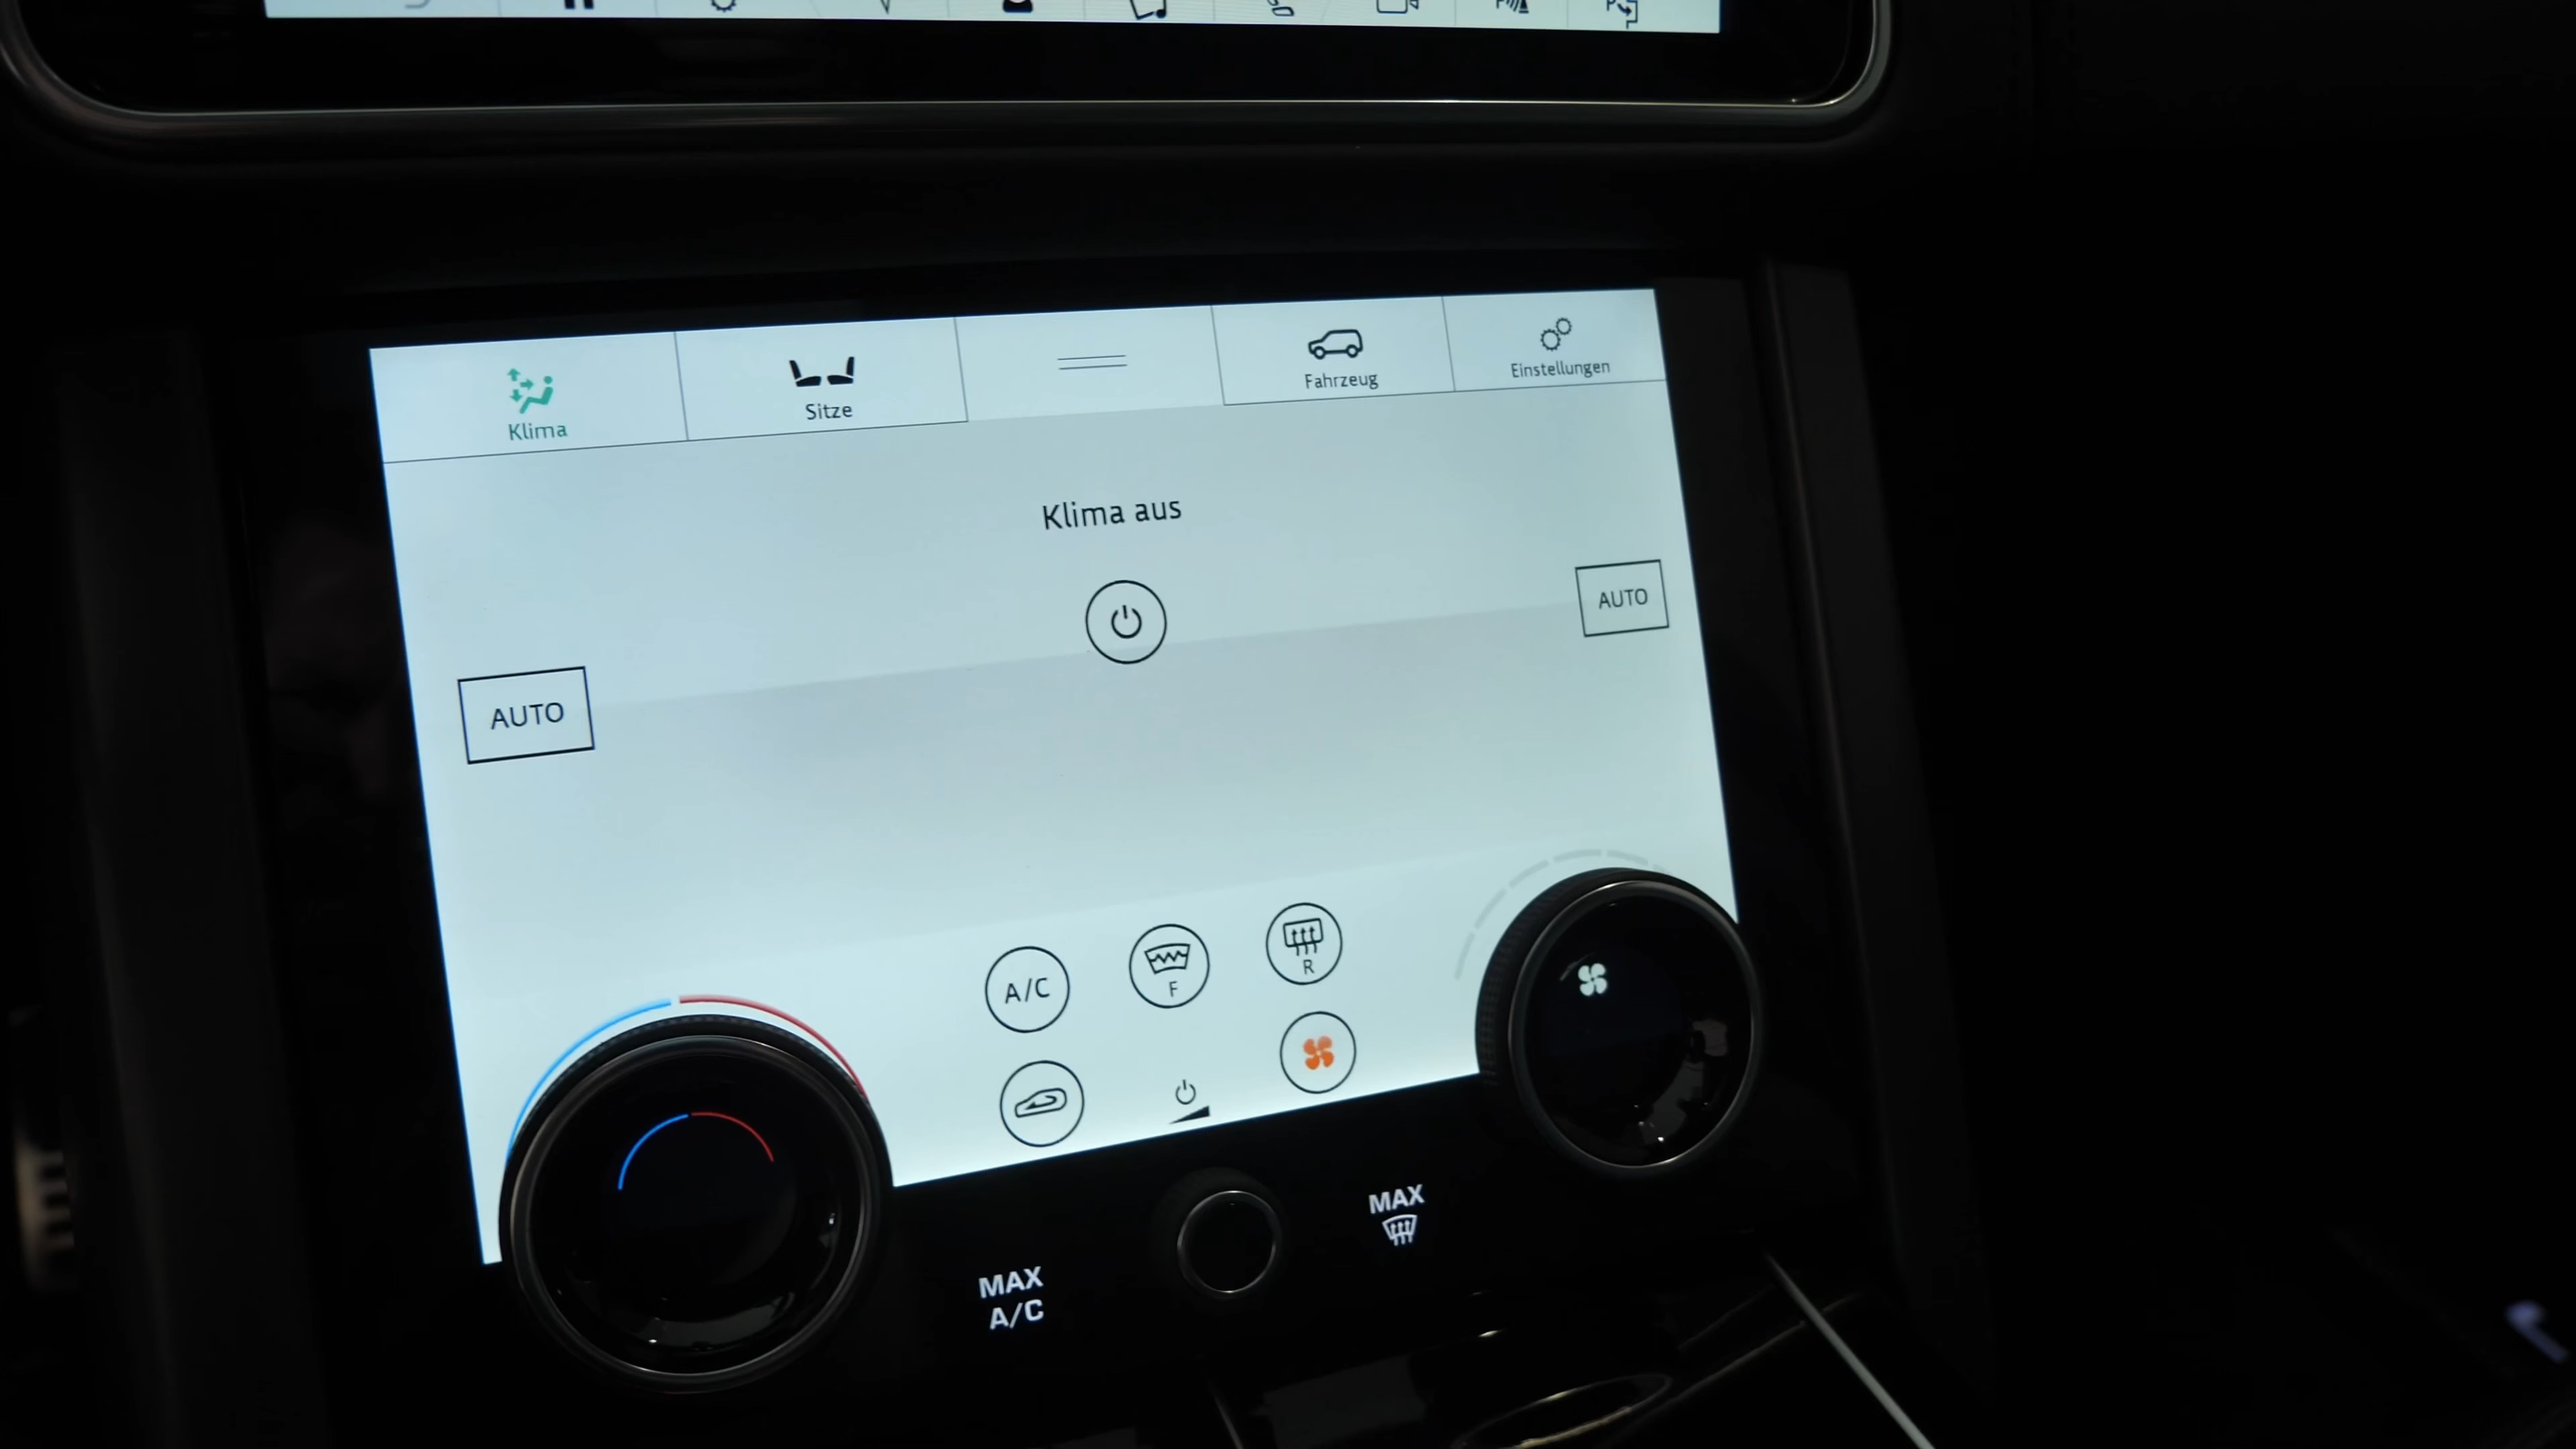 Klima
Sitze
Fahrzeug
Einstellungen
Klima aus
AUTO
AUTO
A/C
F
R
MAX
MAX
A/C